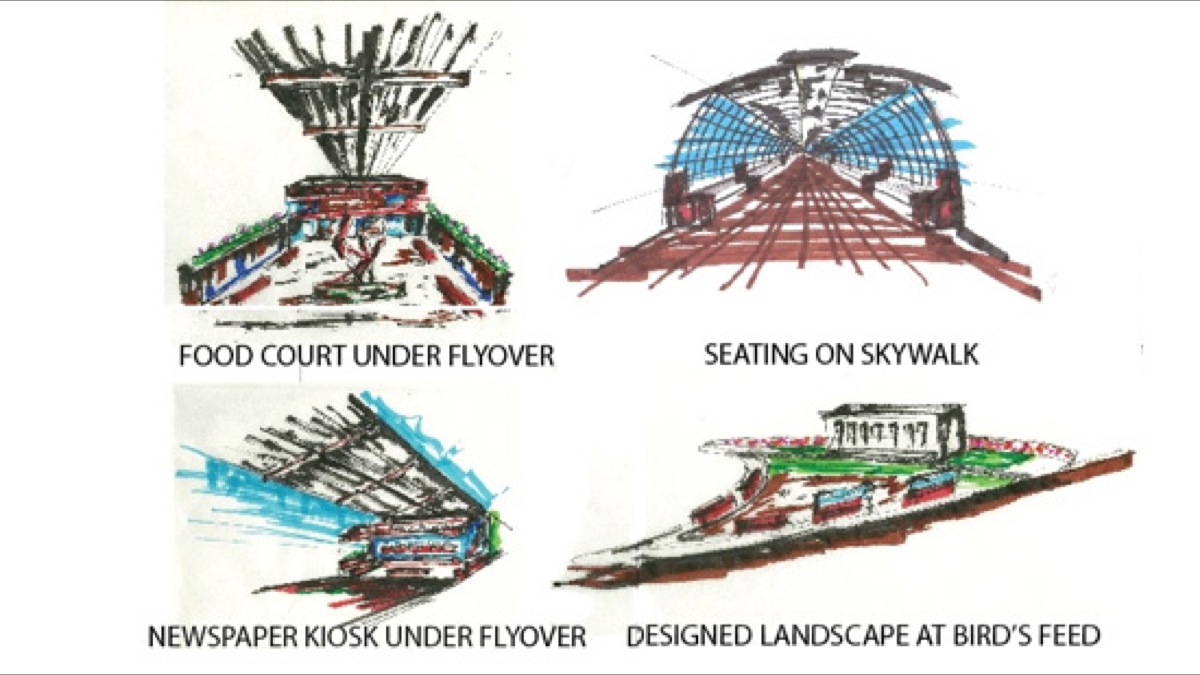 FOOD COURT UNDER FLYOVER
SEATING ON SKYWALK
NEWSPAPER KIOSK UNDER FLYOVER
DESIGNED LANDSCAPE AT BIRD'S FEED